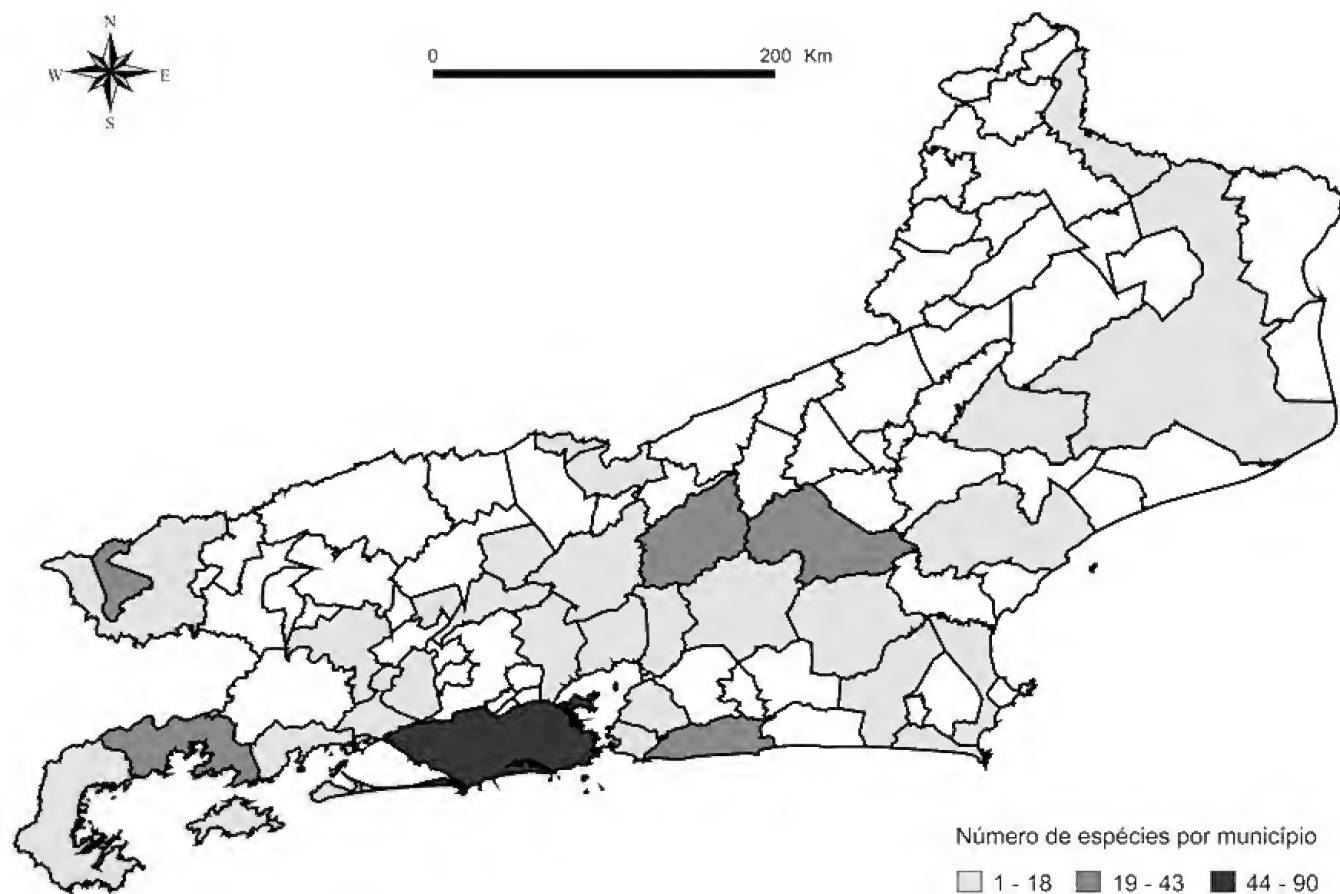 N
W E
S
0 200 Km
Número de espécies por município
1 - 18 19 - 43 44 - 90